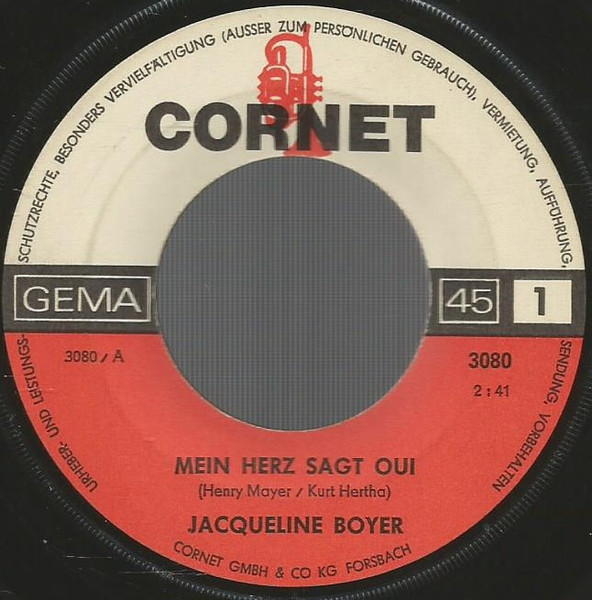 URHEBER- UND LEISTUNGS-SCHUTZRECHTE, BESONDERS VERVIELFÄLTIGUNG (AUSSER ZUM PERSÖNLICHEN GEBRAUCH), VERMIETUNG, AUFFÜHRUNG, SENDUNG, VORBEHALTEN
CORNET
GEMA
45
1
3080 / A
3080
2:41
MEIN HERZ SAGT OUI
(Henry Mayer / Kurt Hertha)
JACQUELINE BOYER
CORNET GMBH & CO KG FORSBACH